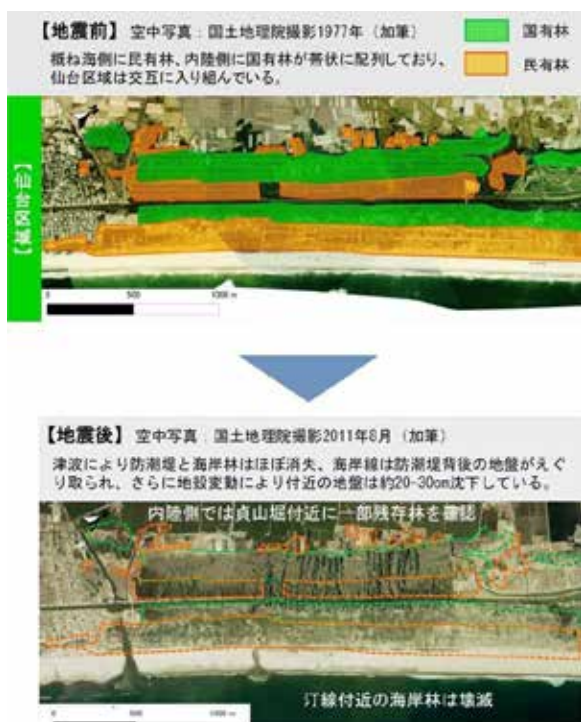 【地震前】 空中写真：国土地理院撮影1977年（加筆）
概ね海側に民有林、内陸側に国有林が帯状に配列しており、
仙台区域は交互に入り組んでいる。
国有林
民有林
【仙台区域】
0 500 1000 m
【地震後】 空中写真：国土地理院撮影2011年8月（加筆）
津波により防潮堤と海岸林はほぼ消失、海岸線は防潮堤背後の地盤がえぐ
り取られ、さらに地殻変動により付近の地盤は約20-30cm沈下している。
内陸側では貞山堀付近に一部残存林を確認
汀線付近の海岸林は壊滅
0 500 1000 m